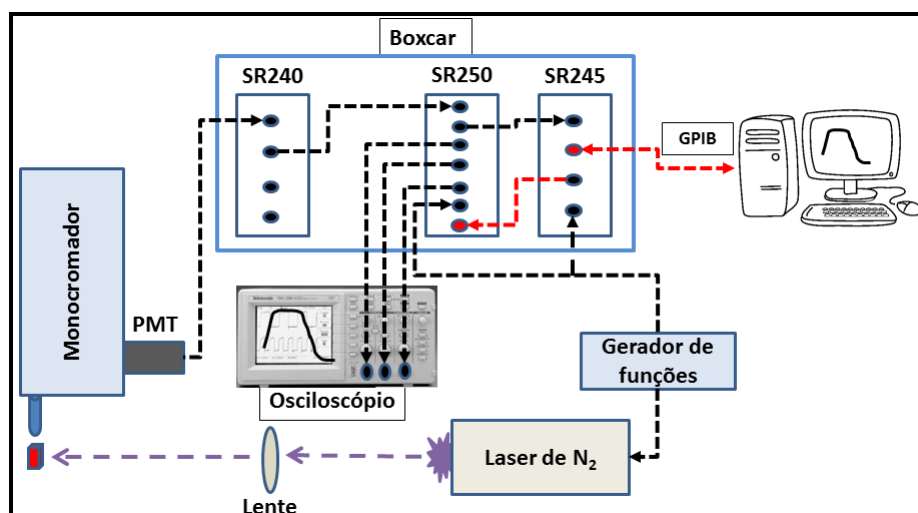 Boxcar
SR240
SR250
SR245
GPIB
Monocromador
PMT
Osciloscópio
Gerador de
funções
Laser de N₂
Lente